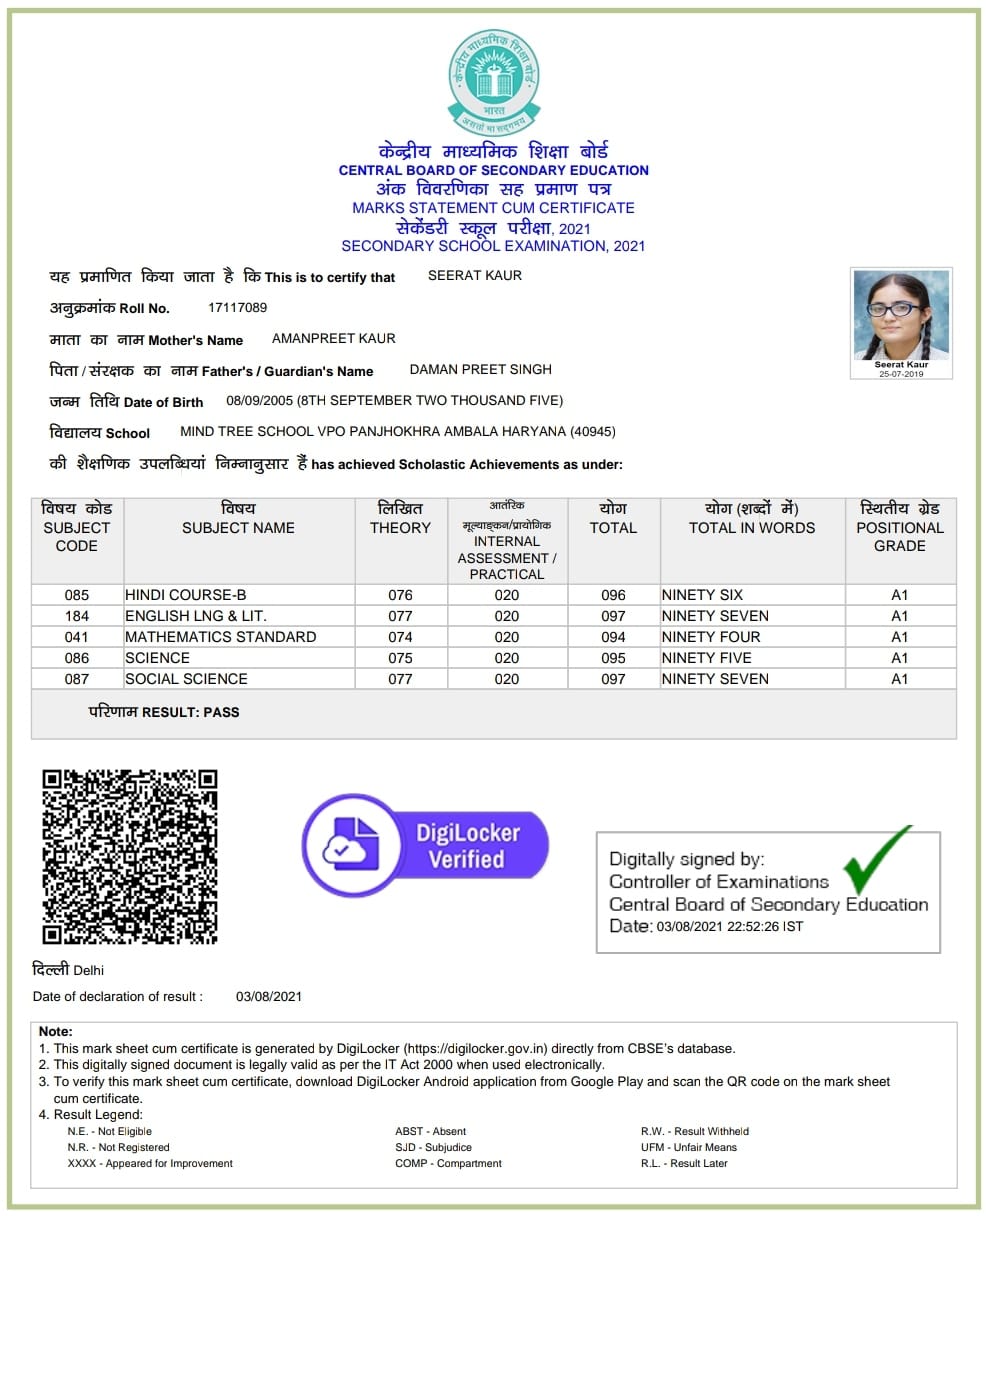 केन्द्रीय माध्यमिक शिक्षा बोर्ड
भारत
असतो मा सद्गमय
केन्द्रीय माध्यमिक शिक्षा बोर्ड
CENTRAL BOARD OF SECONDARY EDUCATION
अंक विवरणिका सह प्रमाण पत्र
MARKS STATEMENT CUM CERTIFICATE
सेकेंडरी स्कूल परीक्षा, 2021
SECONDARY SCHOOL EXAMINATION, 2021
यह प्रमाणित किया जाता है कि This is to certify that SEERAT KAUR
अनुक्रमांक Roll No. 17117089
माता का नाम Mother's Name AMANPREET KAUR
पिता / संरक्षक का नाम Father's / Guardian's Name DAMAN PREET SINGH
Seerat Kaur
25-07-2019
जन्म तिथि Date of Birth 08/09/2005 (8TH SEPTEMBER TWO THOUSAND FIVE)
विद्यालय School MIND TREE SCHOOL VPO PANJHOKHRA AMBALA HARYANA (40945)
की शैक्षणिक उपलब्धियां निम्नानुसार हैं has achieved Scholastic Achievements as under:
विषय कोड SUBJECT CODE
विषय SUBJECT NAME
लिखित THEORY
आतंरिक मूल्याङ्कन/प्रायोगिक INTERNAL ASSESSMENT / PRACTICAL
योग TOTAL
योग (शब्दों में) TOTAL IN WORDS
स्थितीय ग्रेड POSITIONAL GRADE
085 HINDI COURSE-B 076 020 096 NINETY SIX A1
184 ENGLISH LNG & LIT. 077 020 097 NINETY SEVEN A1
041 MATHEMATICS STANDARD 074 020 094 NINETY FOUR A1
086 SCIENCE 075 020 095 NINETY FIVE A1
087 SOCIAL SCIENCE 077 020 097 NINETY SEVEN A1
परिणाम RESULT: PASS
DigiLocker
Verified
Digitally signed by:
Controller of Examinations
Central Board of Secondary Education
Date: 03/08/2021 22:52:26 IST
दिल्ली Delhi
Date of declaration of result : 03/08/2021
Note:
1. This mark sheet cum certificate is generated by DigiLocker (https://digilocker.gov.in) directly from CBSE's database.
2. This digitally signed document is legally valid as per the IT Act 2000 when used electronically.
3. To verify this mark sheet cum certificate, download DigiLocker Android application from Google Play and scan the QR code on the mark sheet
cum certificate.
4. Result Legend:
N.E. - Not Eligible ABST - Absent R.W. - Result Withheld
N.R. - Not Registered SJD - Subjudice UFM - Unfair Means
XXXX - Appeared for Improvement COMP - Compartment R.L. - Result Later